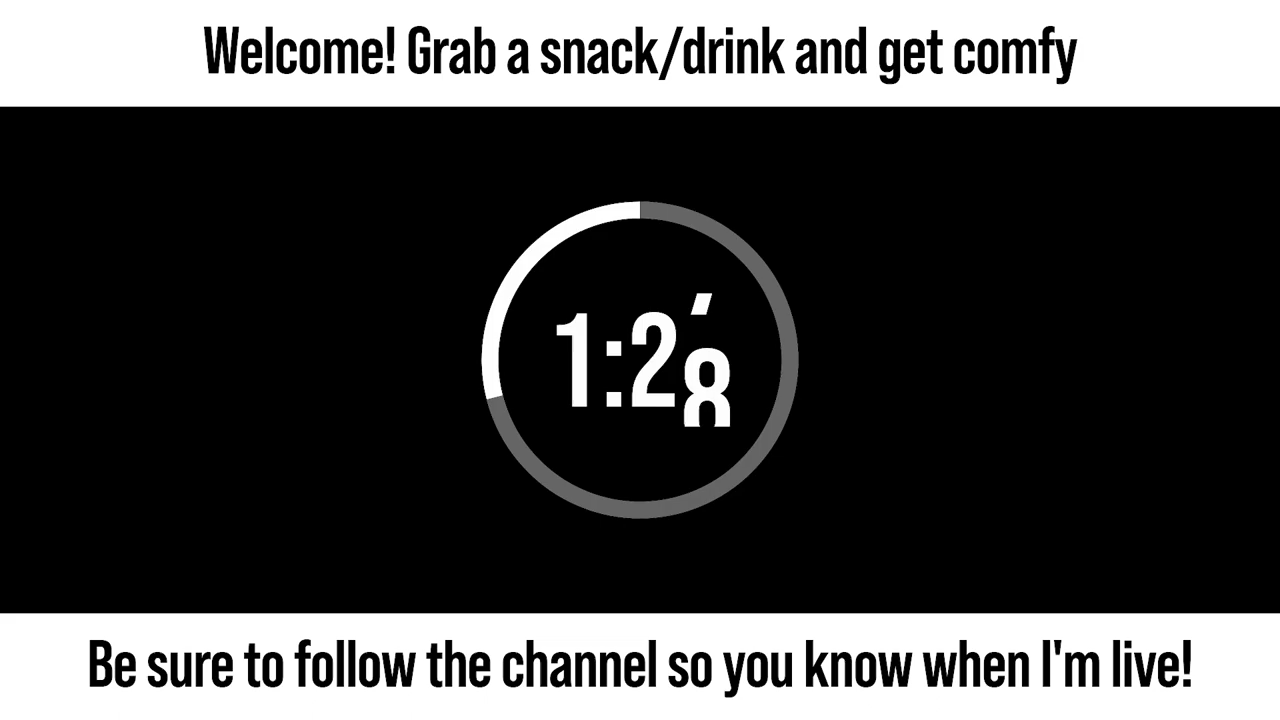 Welcome! Grab a snack/drink and get comfy
1:28
Be sure to follow the channel so you know when I'm live!